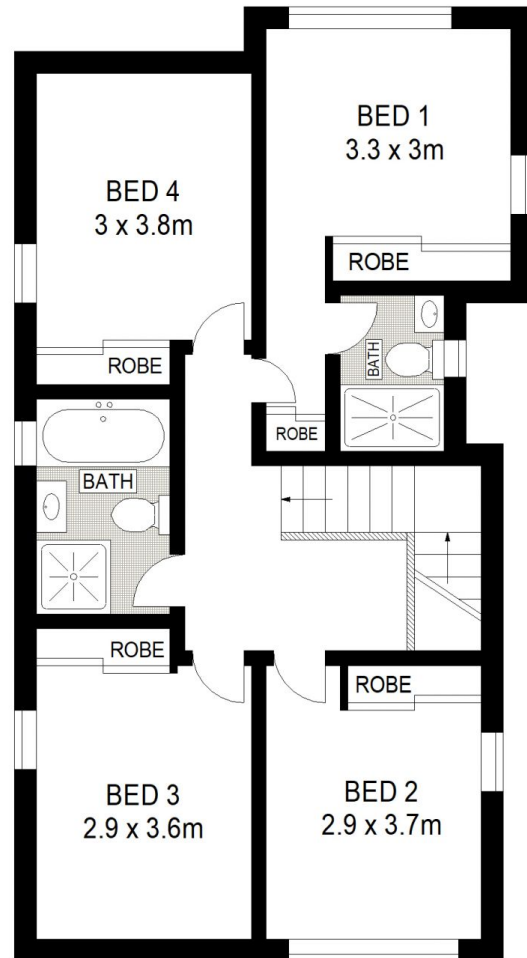 BED 1
3.3 x 3m
BED 4
3 x 3.8m
ROBE
ROBE
BATH
ROBE
BATH
ROBE
ROBE
BED 3
2.9 x 3.6m
BED 2
2.9 x 3.7m